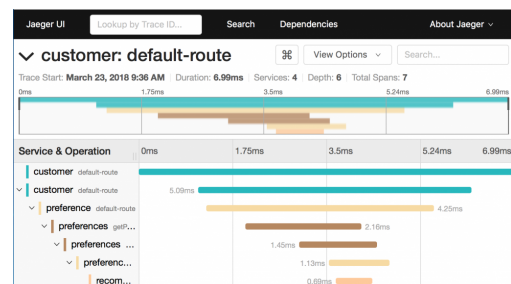 Jaeger UI Lookup by Trace ID... Search Dependencies About Jaeger
customer: default-route ⌘ View Options Search...
Trace Start: March 23, 2018 9:36 AM | Duration: 6.99ms | Services: 4 | Depth: 6 | Total Spans: 7
0ms 1.75ms 3.5ms 5.24ms 6.99ms
Service & Operation 0ms 1.75ms 3.5ms 5.24ms 6.99ms
customer default-route
customer default-route 5.09ms
preference default-route 4.25ms
preferences getP... 2.16ms
preferences ... 1.45ms
preferenc... 1.13ms
recom... 0.69ms